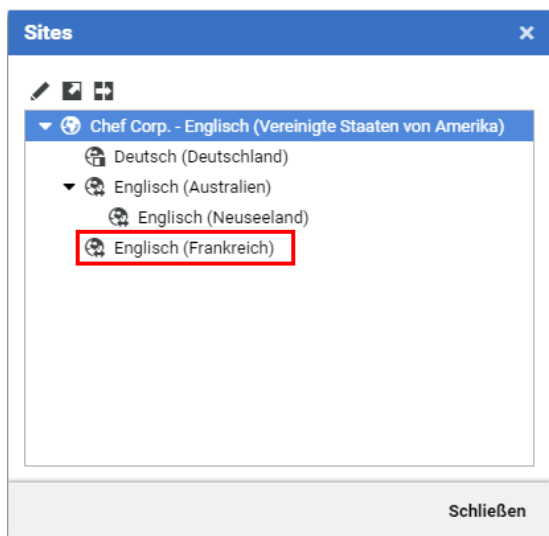 Sites
Chef Corp. - Englisch (Vereinigte Staaten von Amerika)
Deutsch (Deutschland)
Englisch (Australien)
Englisch (Neuseeland)
Englisch (Frankreich)
Schließen